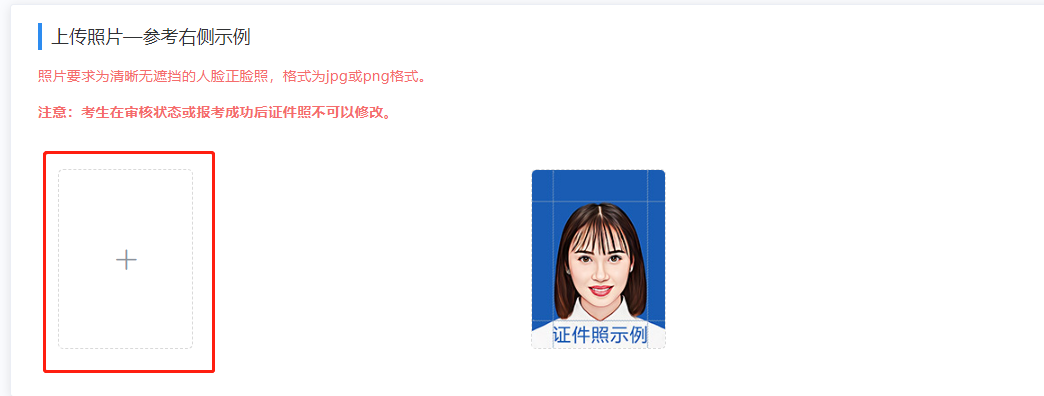 上传照片—参考右侧示例
照片要求为清晰无遮挡的人脸正脸照，格式为jpg或png格式。
注意：考生在审核状态或报考成功后证件照不可以修改。
证件照示例